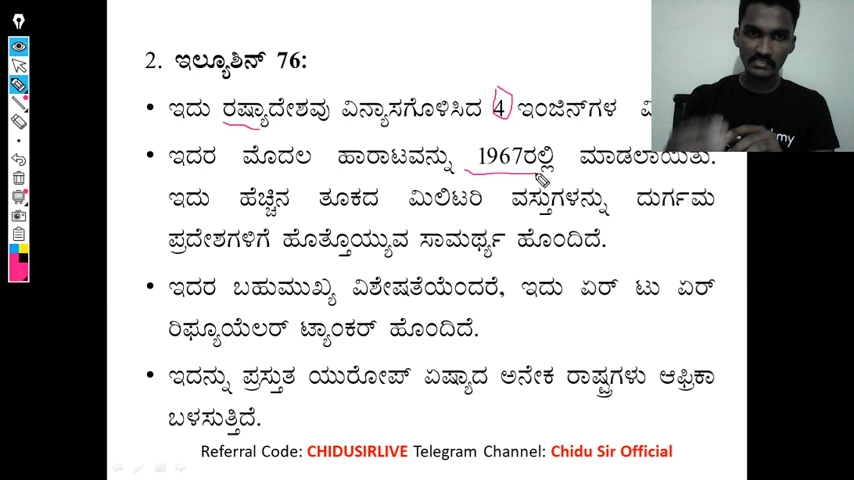 2. ಇಲ್ಯೂಶಿನ್ 76:
• ಇದು ರಷ್ಯಾದೇಶವು ವಿನ್ಯಾಸಗೊಳಿಸಿದ 4 ಇಂಜಿನ್‌ಗಳ
• ಇದರ ಮೊದಲ ಹಾರಾಟವನ್ನು 1967ರಲ್ಲಿ ಮಾಡಲಾಯಿತು.
ಇದು ಹೆಚ್ಚಿನ ತೂಕದ ಮಿಲಿಟರಿ ವಸ್ತುಗಳನ್ನು ದುರ್ಗಮ
ಪ್ರದೇಶಗಳಿಗೆ ಹೊತ್ತೊಯ್ಯುವ ಸಾಮರ್ಥ್ಯ ಹೊಂದಿದೆ.
• ಇದರ ಬಹುಮುಖ್ಯ ವಿಶೇಷತೆಯೆಂದರೆ, ಇದು ಏರ್ ಟು ಏರ್
ರಿಫ್ಯೂಯೆಲರ್ ಟ್ಯಾಂಕರ್ ಹೊಂದಿದೆ.
• ಇದನ್ನು ಪ್ರಸ್ತುತ ಯುರೋಪ್ ಏಷ್ಯಾದ ಅನೇಕ ರಾಷ್ಟ್ರಗಳು ಆಫ್ರಿಕಾ
ಬಳಸುತ್ತಿದೆ.
Referral Code: CHIDUSIRLIVE Telegram Channel: Chidu Sir Official